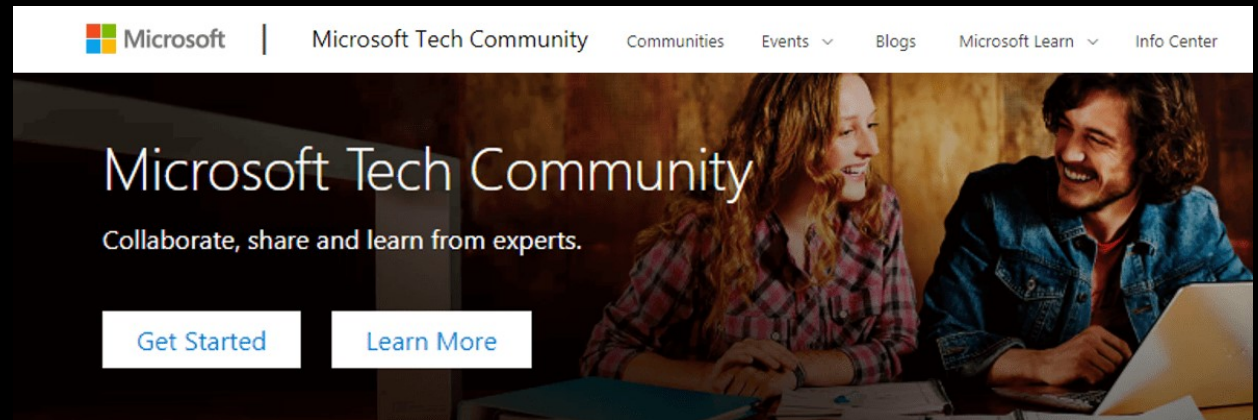 Microsoft | Microsoft Tech Community Communities Events Blogs Microsoft Learn Info Center
Microsoft Tech Community
Collaborate, share and learn from experts.
Get Started Learn More